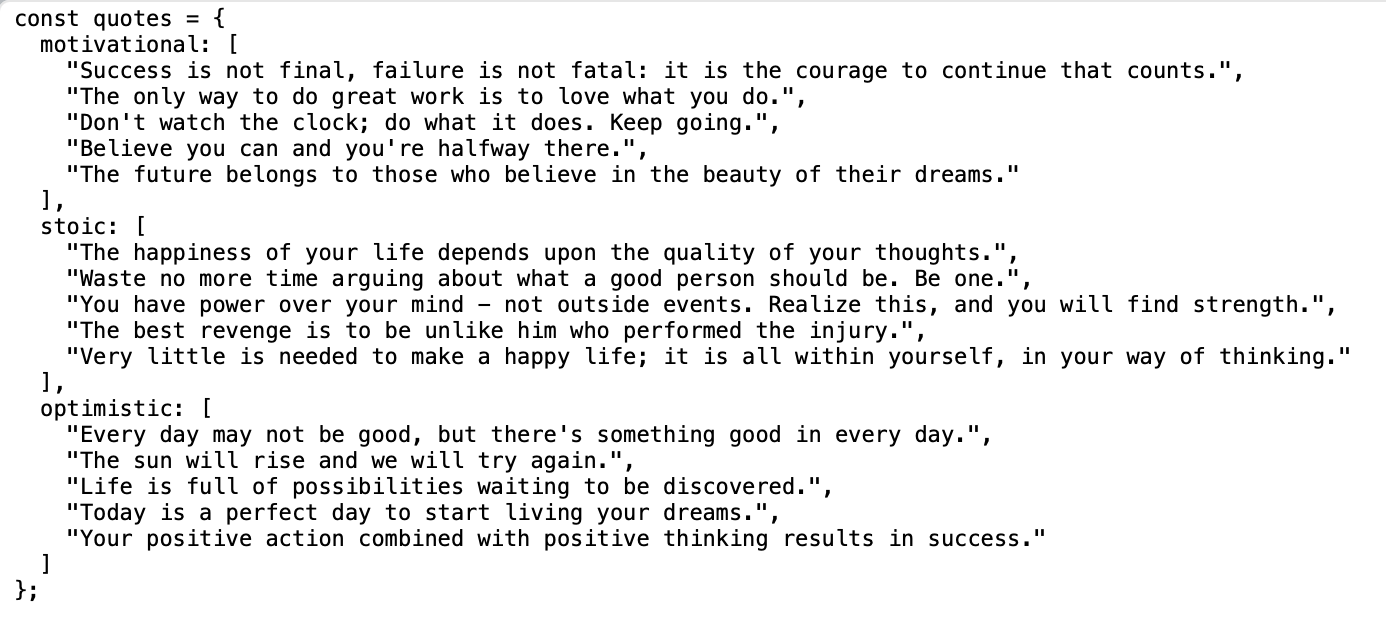 const quotes = {
  motivational: [
    "Success is not final, failure is not fatal: it is the courage to continue that counts.",
    "The only way to do great work is to love what you do.",
    "Don't watch the clock; do what it does. Keep going.",
    "Believe you can and you're halfway there.",
    "The future belongs to those who believe in the beauty of their dreams."
  ],
  stoic: [
    "The happiness of your life depends upon the quality of your thoughts.",
    "Waste no more time arguing about what a good person should be. Be one.",
    "You have power over your mind – not outside events. Realize this, and you will find strength.",
    "The best revenge is to be unlike him who performed the injury.",
    "Very little is needed to make a happy life; it is all within yourself, in your way of thinking."
  ],
  optimistic: [
    "Every day may not be good, but there's something good in every day.",
    "The sun will rise and we will try again.",
    "Life is full of possibilities waiting to be discovered.",
    "Today is a perfect day to start living your dreams.",
    "Your positive action combined with positive thinking results in success."
  ]
};